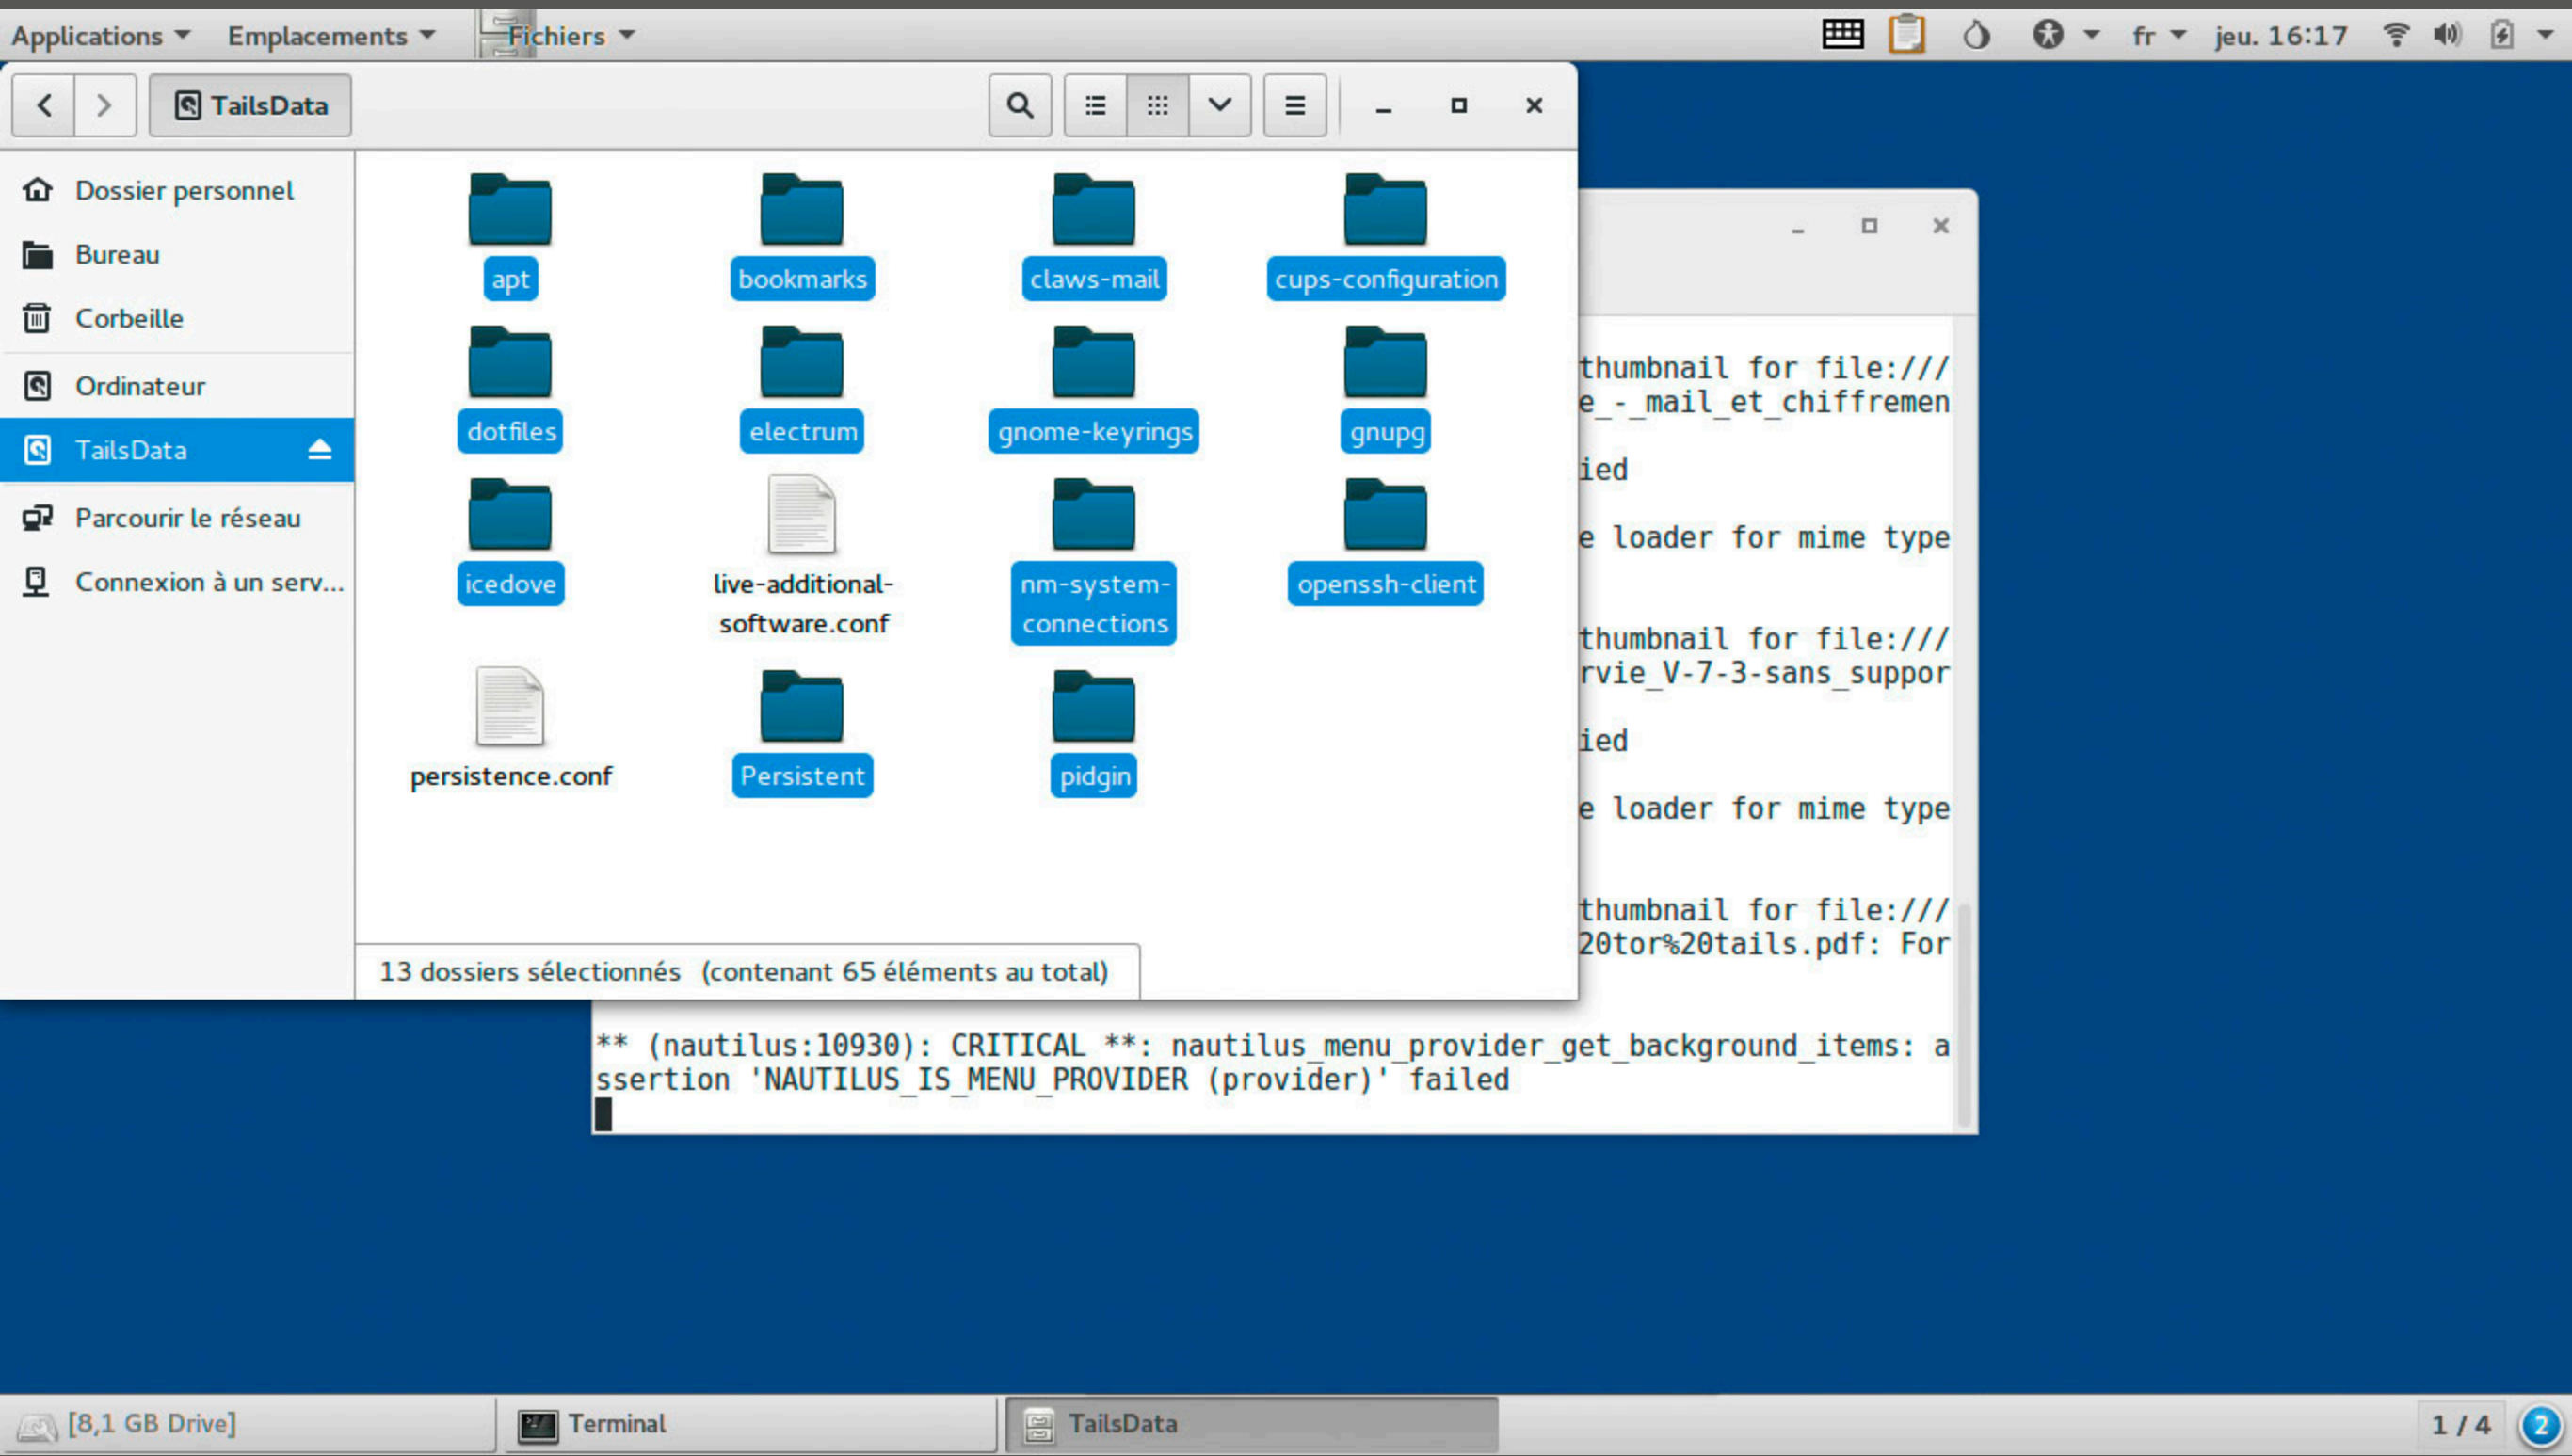 Applications Emplacements Fichiers fr jeu. 16:17
TailsData
Dossier personnel
Bureau
Corbeille
Ordinateur
TailsData
Parcourir le réseau
Connexion à un serv...
apt bookmarks claws-mail cups-configuration
dotfiles electrum gnome-keyrings gnupg
icedove live-additional- nm-system- openssh-client
software.conf connections
persistence.conf Persistent pidgin
13 dossiers sélectionnés (contenant 65 éléments au total)
thumbnail for file:///
e_-_mail_et_chiffremen
ied
e loader for mime type
thumbnail for file:///
rvie_V-7-3-sans_suppor
ied
e loader for mime type
thumbnail for file:///
20tor%20tails.pdf: For
** (nautilus:10930): CRITICAL **: nautilus_menu_provider_get_background_items: a
ssertion 'NAUTILUS_IS_MENU_PROVIDER (provider)' failed
[8,1 GB Drive] Terminal TailsData 1 / 4 2